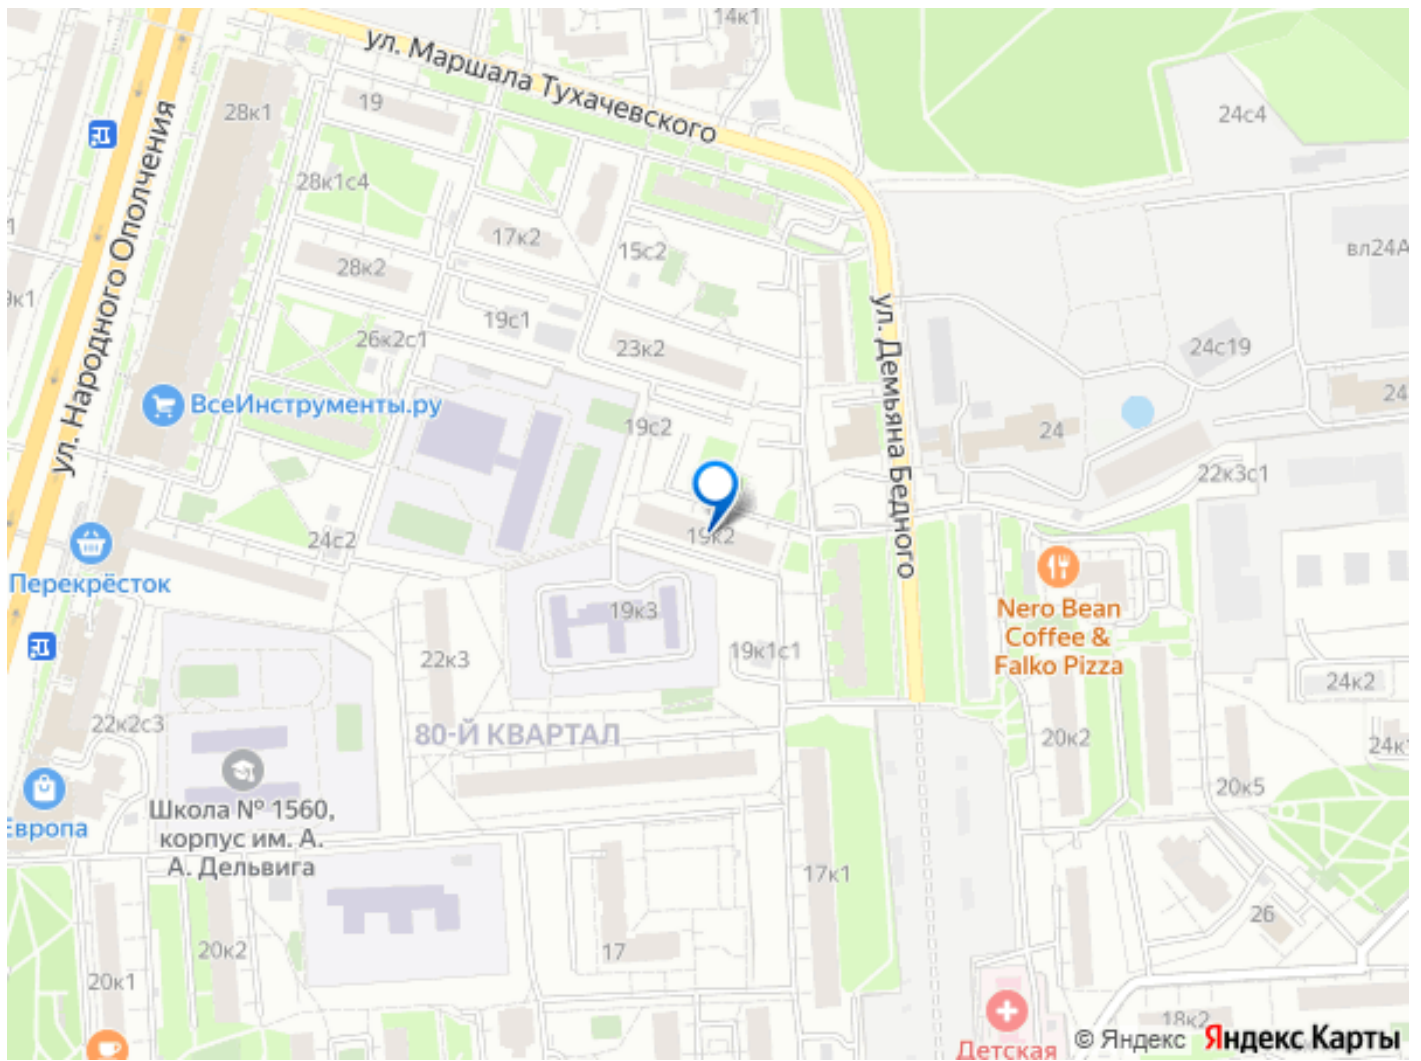 14к1
ул. Маршала Тухачевского
19
28к1
24с4
ул. Народного Ополчения
28к1с4
17к2
15с2
вл24А
28к2
9к1
19с1
26к2с1
23к2
ул. Демьяна Бедного
24с19
24
ВсеИнструменты.ру
19с2
24
22к3с1
24с2
19к2
Перекрёсток
Nero Bean
Coffee &
Falko Pizza
19к3
22к3
19к1с1
24к2
22к2с3
80-Й КВАРТАЛ
20к2
24к1
20к5
Школа № 1560,
корпус им. А.
А. Дельвига
Европа
17к1
26
17
20к2
20к1
18к2
Детская
© Яндекс Яндекс Карты